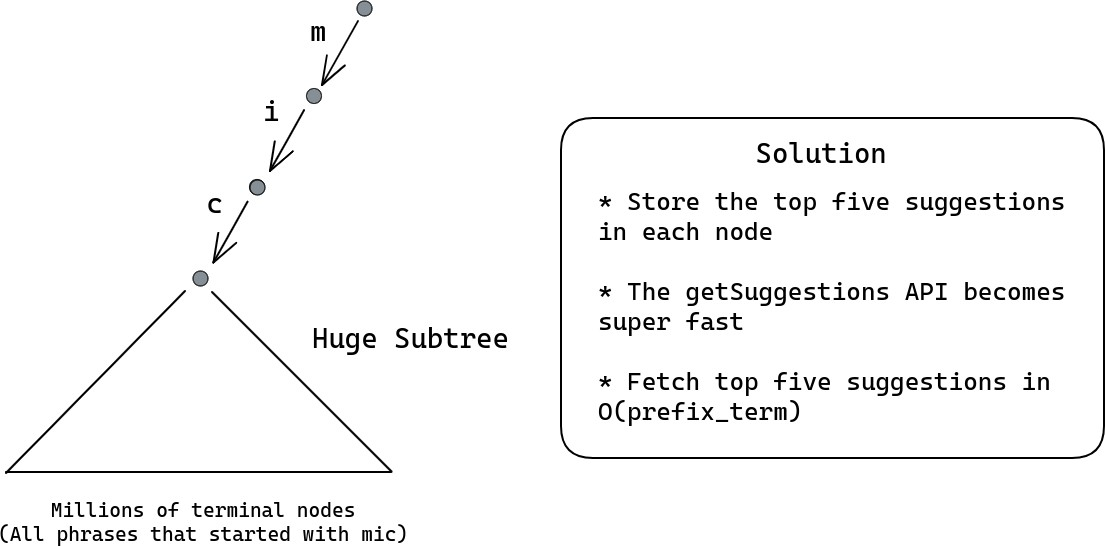 m
i
c
Huge Subtree
Millions of terminal nodes
(All phrases that started with mic)
Solution
* Store the top five suggestions
in each node
* The getSuggestions API becomes
super fast
* Fetch top five suggestions in
O(prefix_term)